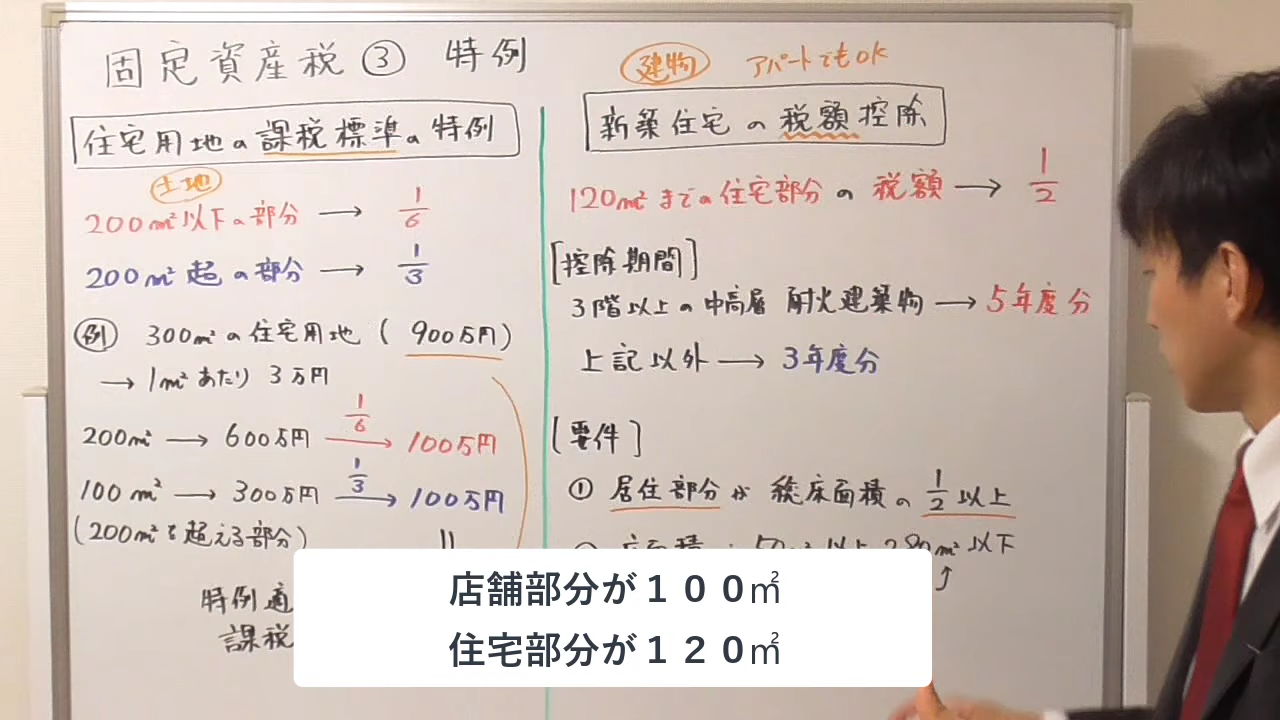 固定資産税③ 特例
住宅用地の課税標準の特例
土地
200㎡以下の部分 → 1/6
200㎡超の部分 → 1/3
例 300㎡の住宅用地(900万円)
→ 1㎡あたり 3万円
200㎡ → 600万円 1/6 → 100万円
100㎡ → 300万円 1/3 → 100万円
(200㎡を超える部分)
特例適
課税
建物 アパートでもOK
新築住宅の税額控除
120㎡までの住宅部分の税額 → 1/2
[控除期間]
3階以上の中高層耐火建築物 → 5年度分
上記以外 → 3年度分
[要件]
① 居住部分が総床面積の1/2以上
㎡以下
店舗部分が100㎡
住宅部分が120㎡